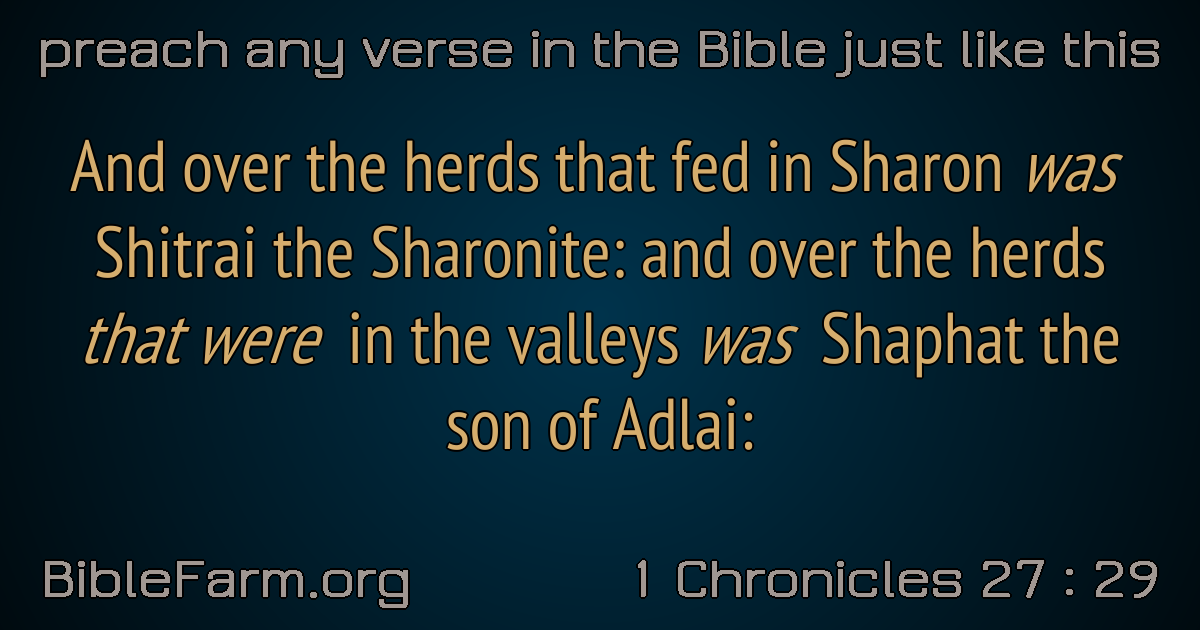 preach any verse in the Bible just like this
And over the herds that fed in Sharon was
Shitrai the Sharonite: and over the herds
that were in the valleys was Shaphat the
son of Adlai:
BibleFarm.org
1 Chronicles 27 : 29